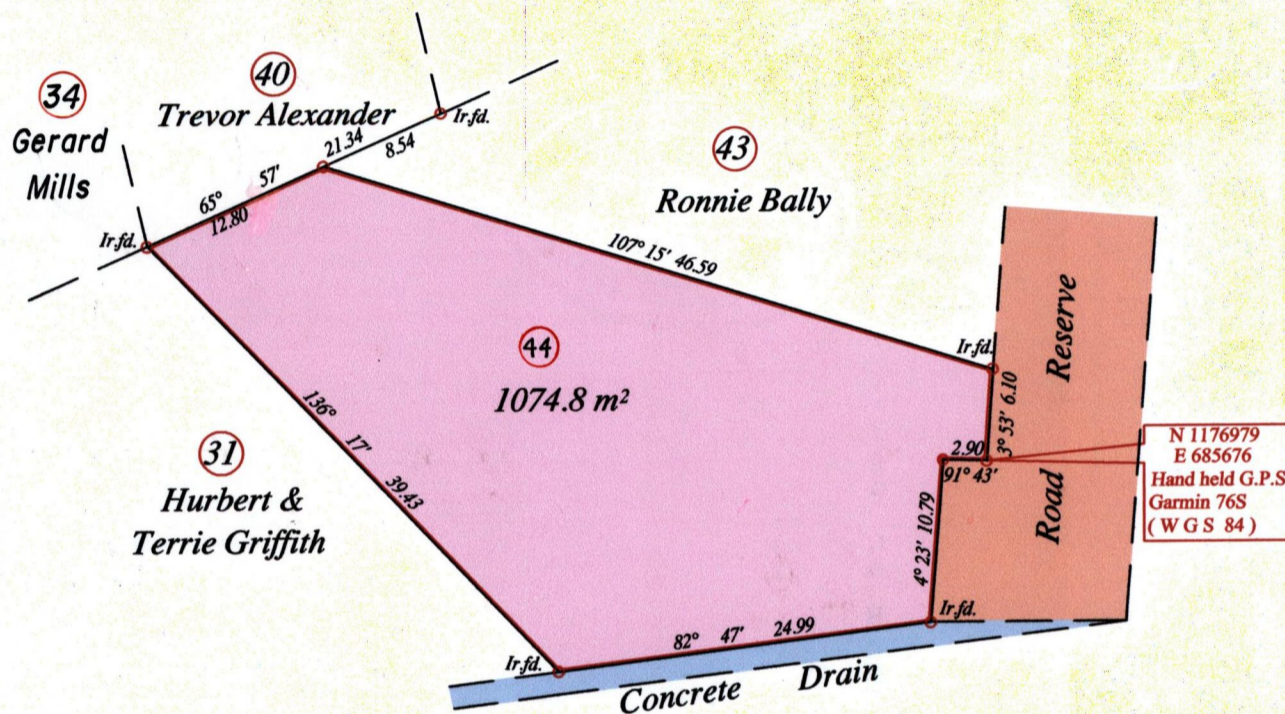 40
Trevor Alexander
34
Gerard
Mills
21.34
8.54
Ir.fd.
43
Ronnie Bally
65° 57'
12.80
Ir.fd.
107° 15' 46.59
Ir.fd.
44
1074.8 m²
3° 53' 6.10
2.90
91° 43'
Road Reserve
N 1176979
E 685676
Hand held G.P.S
Garmin 76S
( W G S 84 )
136° 17' 39.43
31
Hurbert &
Terrie Griffith
4° 23' 10.79
Ir.fd.
82° 47' 24.99
Ir.fd.
Concrete Drain